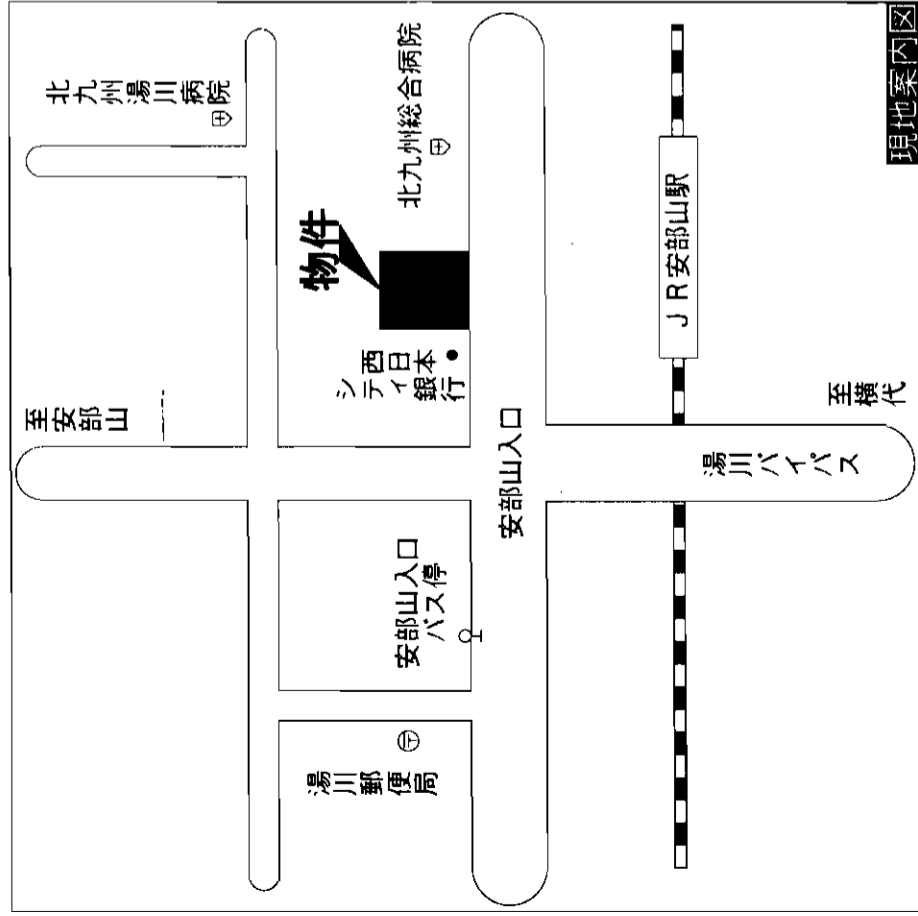 現地案内図
北九州湯川病院
至安部山
物件
北九州総合病院
西日本
シティ銀行
安部山入口
安部山入口
バス停
湯川郵便局
JR安部山駅
湯川バイパス
至横代